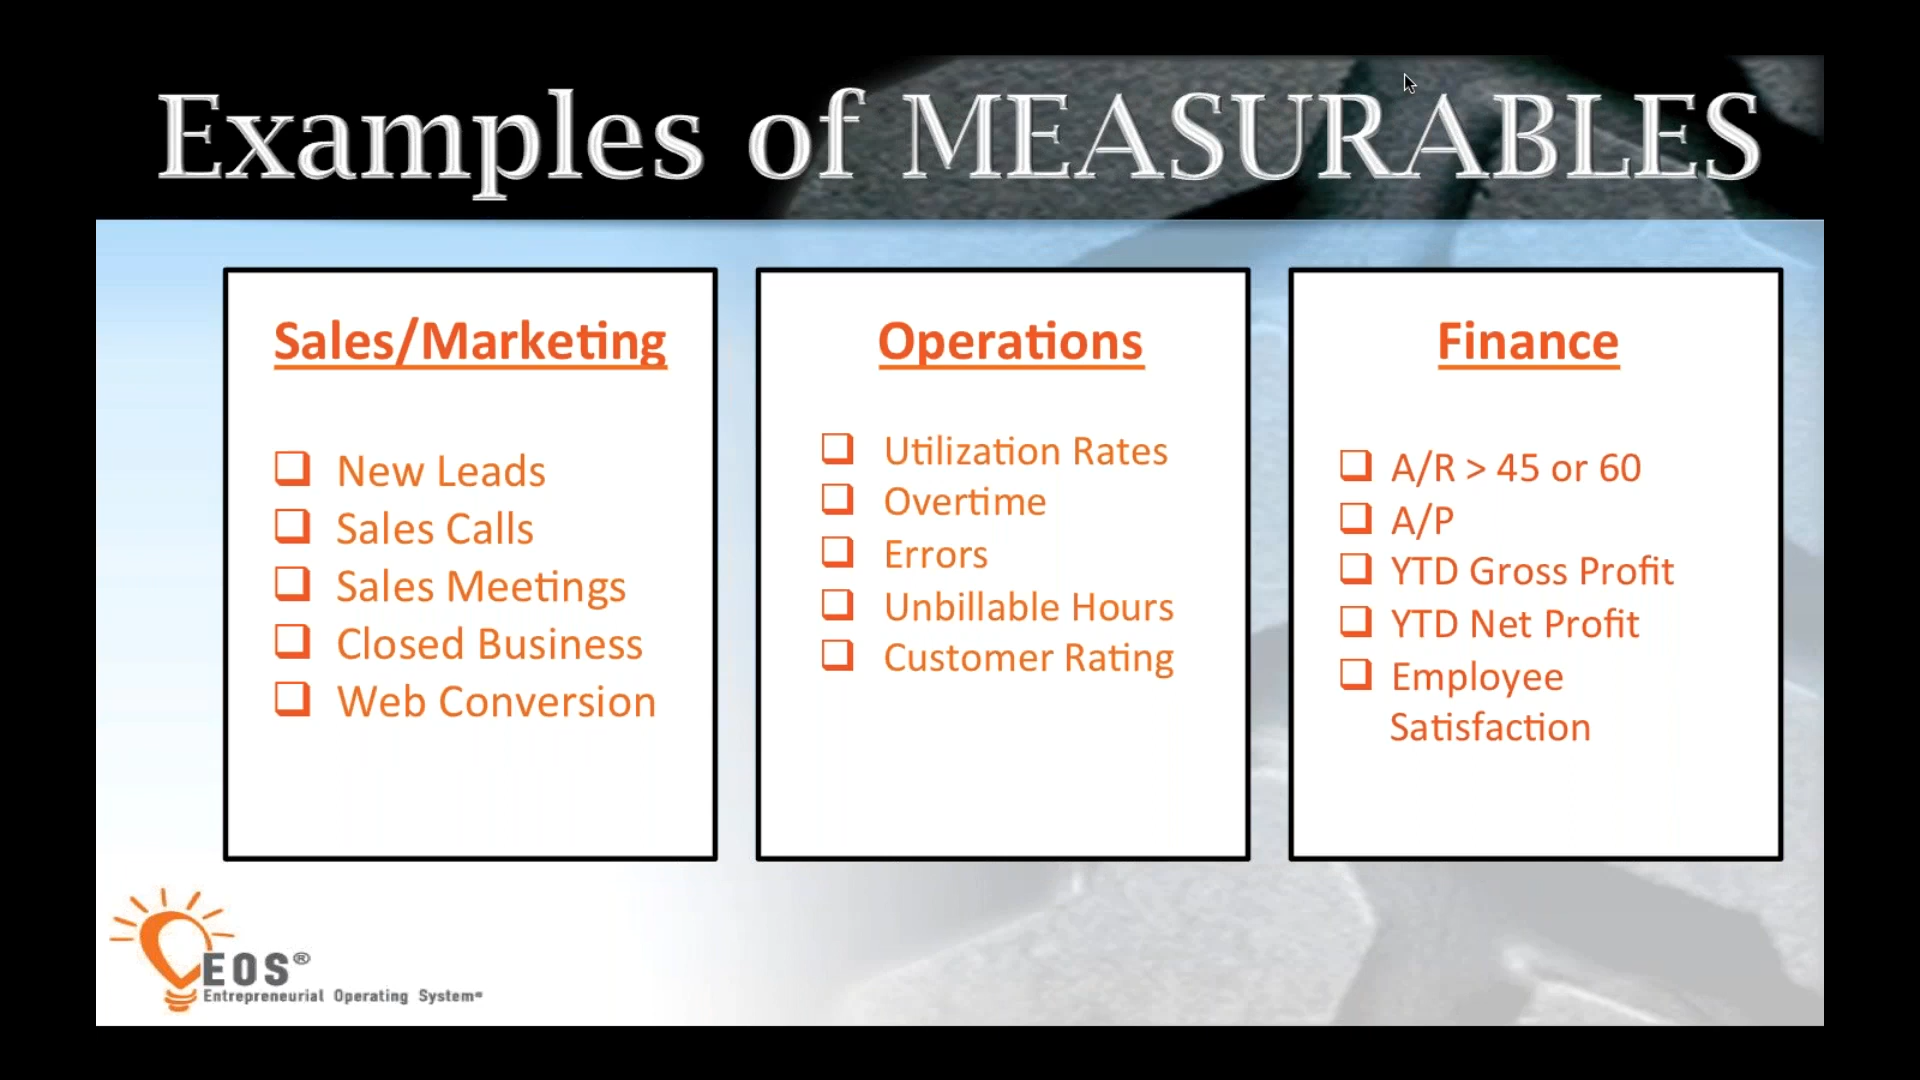 Examples of MEASURABLES
Sales/Marketing
New Leads
Sales Calls
Sales Meetings
Closed Business
Web Conversion
Operations
Utilization Rates
Overtime
Errors
Unbillable Hours
Customer Rating
Finance
A/R > 45 or 60
A/P
YTD Gross Profit
YTD Net Profit
Employee
Satisfaction
EOS®
Entrepreneurial Operating System